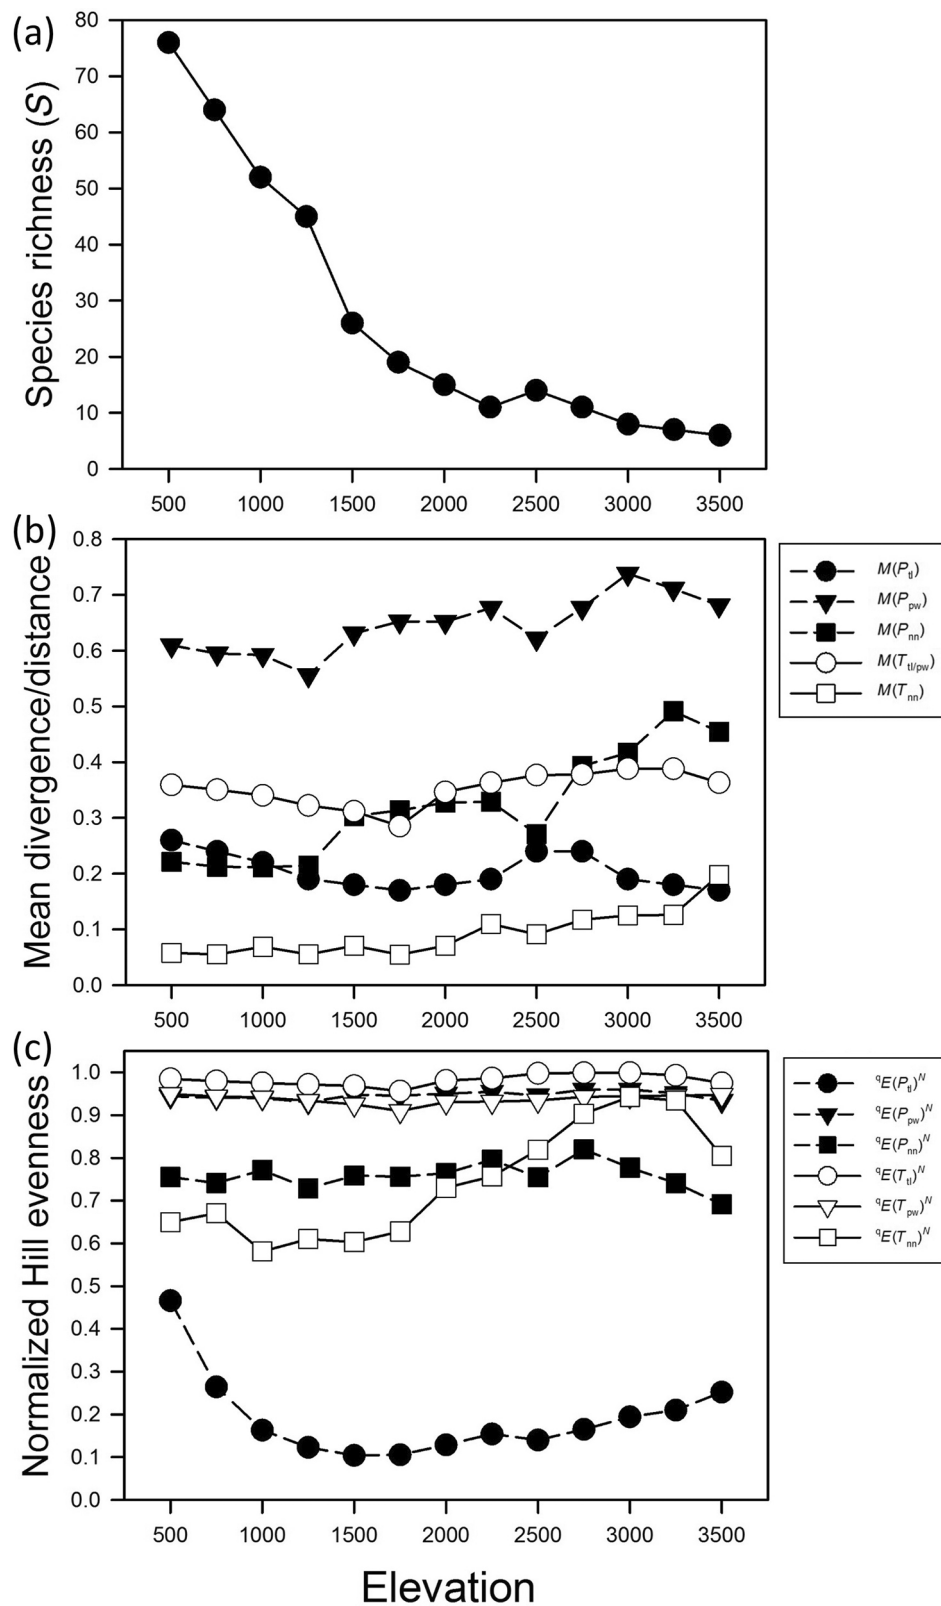 (a)
Species richness (S)
80
70
60
50
40
30
20
10
0
500 1000 1500 2000 2500 3000 3500
(b)
Mean divergence/distance
0.8
0.7
0.6
0.5
0.4
0.3
0.2
0.1
0.0
500 1000 1500 2000 2500 3000 3500
M(Ptl)
M(Ppw)
M(Pnn)
M(Ttl/pw)
M(Tnn)
(c)
Normalized Hill evenness
1.0
0.9
0.8
0.7
0.6
0.5
0.4
0.3
0.2
0.1
0.0
500 1000 1500 2000 2500 3000 3500
qE(Ptl)N
qE(Ppw)N
qE(Pnn)N
qE(Ttl)N
qE(Tpw)N
qE(Tnn)N
Elevation